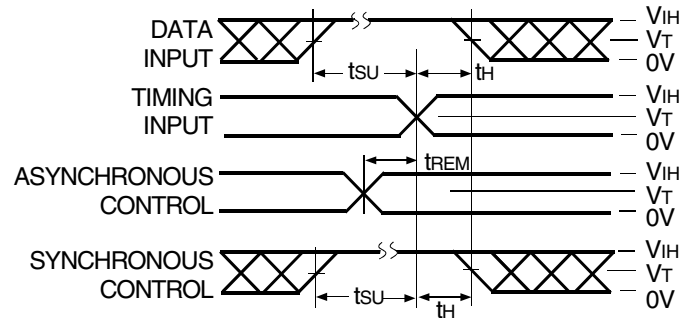 DATA
INPUT
tSU
tH
VIH
VT
0V
TIMING
INPUT
VIH
VT
0V
tREM
ASYNCHRONOUS
CONTROL
VIH
VT
0V
SYNCHRONOUS
CONTROL
tSU
tH
VIH
VT
0V